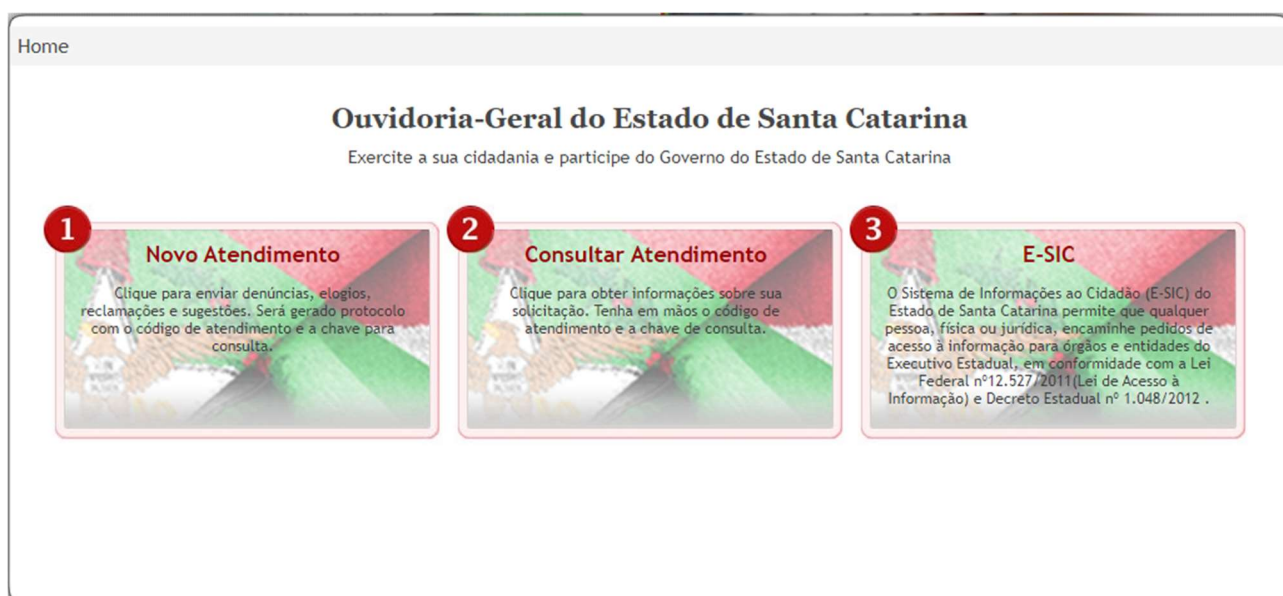 Home
Ouvidoria-Geral do Estado de Santa Catarina
Exercite a sua cidadania e participe do Governo do Estado de Santa Catarina
1
Novo Atendimento
Clique para enviar denúncias, elogios,
reclamações e sugestões. Será gerado protocolo
com o código de atendimento e a chave para
consulta.
2
Consultar Atendimento
Clique para obter informações sobre sua
solicitação. Tenha em mãos o código de
atendimento e a chave de consulta.
3
E-SIC
O Sistema de Informações ao Cidadão (E-SIC) do
Estado de Santa Catarina permite que qualquer
pessoa, física ou jurídica, encaminhe pedidos de
acesso à informação para órgãos e entidades do
Executivo Estadual, em conformidade com a Lei
Federal nº12.527/2011(Lei de Acesso à
Informação) e Decreto Estadual nº 1.048/2012 .